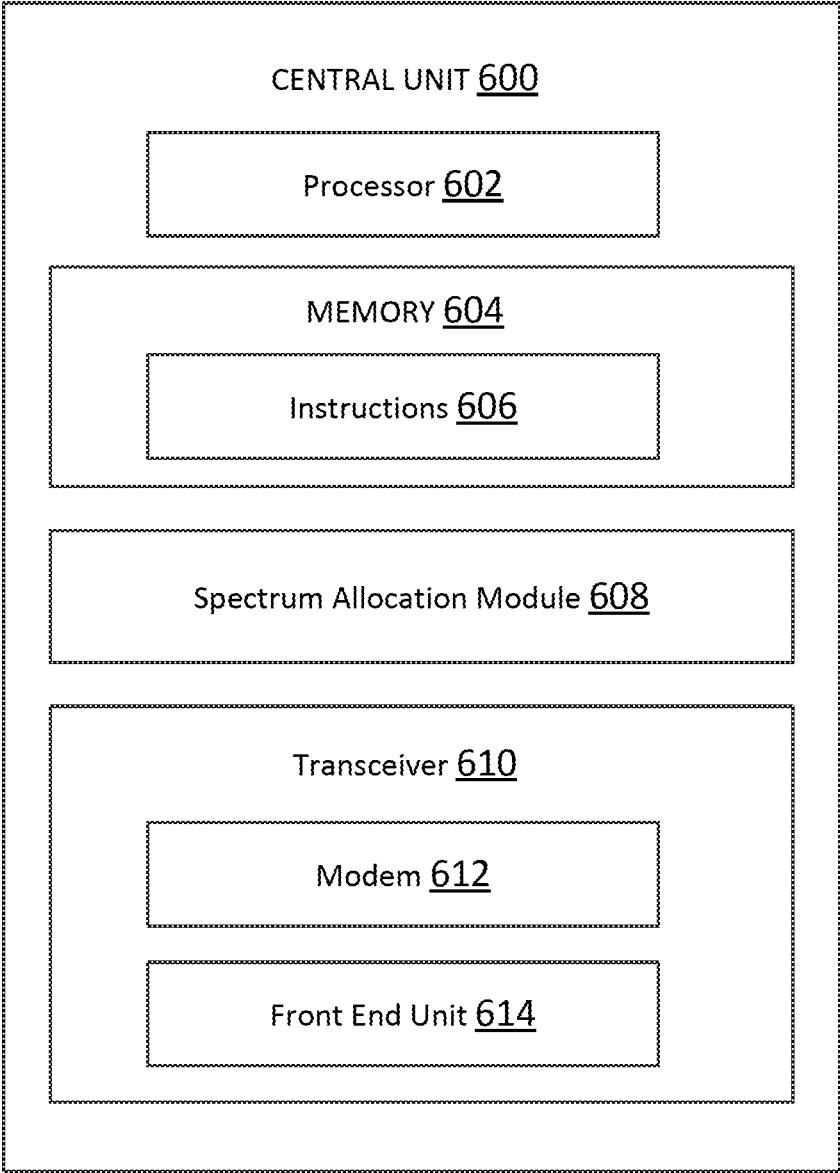 CENTRAL UNIT 600
Processor 602
MEMORY 604
Instructions 606
Spectrum Allocation Module 608
Transceiver 610
Modem 612
Front End Unit 614